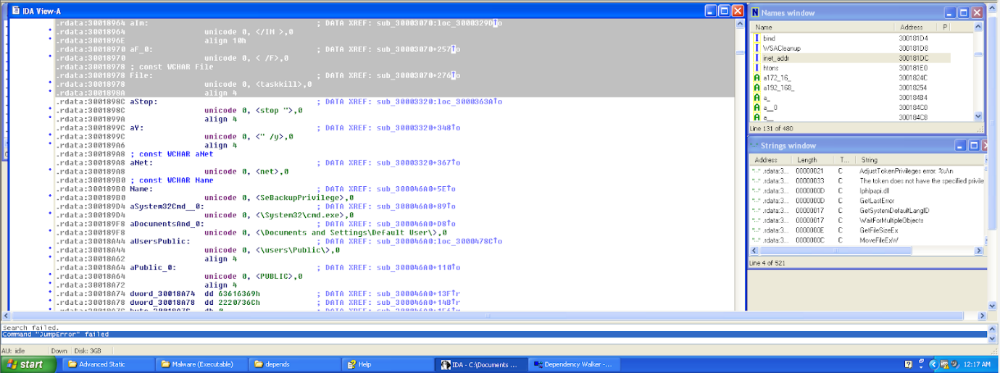 IDA View-A
.rdata:30018964 aIm: ; DATA XREF: sub_30003070:loc_3000329D↑o
.rdata:30018964 unicode 0, </IM >,0
.rdata:3001896E align 10h
.rdata:30018970 aF_0: ; DATA XREF: sub_30003070+257↑o
.rdata:30018970 unicode 0, < /F>,0
.rdata:30018978 ; const WCHAR File
.rdata:30018978 File: ; DATA XREF: sub_30003070+276↑o
.rdata:30018978 unicode 0, <taskkill>,0
.rdata:3001898A align 4
.rdata:3001898C aStop: ; DATA XREF: sub_30003320:loc_3000363A↑o
.rdata:3001898C unicode 0, <stop ">,0
.rdata:3001899A align 4
.rdata:3001899C aY: ; DATA XREF: sub_30003320+348↑o
.rdata:3001899C unicode 0, <" /y>,0
.rdata:300189A6 align 4
.rdata:300189A8 ; const WCHAR aNet
.rdata:300189A8 aNet: ; DATA XREF: sub_30003320+367↑o
.rdata:300189A8 unicode 0, <net>,0
.rdata:300189B0 ; const WCHAR Name
.rdata:300189B0 Name: ; DATA XREF: sub_300046A0+5E↑o
.rdata:300189B0 unicode 0, <SeBackupPrivilege>,0
.rdata:300189D4 aSystem32Cmd__0: ; DATA XREF: sub_300046A0+89↑o
.rdata:300189D4 unicode 0, <\System32\cmd.exe>,0
.rdata:300189F8 aDocumentsAnd_0: ; DATA XREF: sub_300046A0+D8↑o
.rdata:300189F8 unicode 0, <\Documents and Settings\Default User\>,0
.rdata:30018A44 aUsersPublic: ; DATA XREF: sub_300046A0:loc_3000478C↑o
.rdata:30018A44 unicode 0, <\users\Public\>,0
.rdata:30018A62 align 4
.rdata:30018A64 aPublic_0: ; DATA XREF: sub_300046A0+110↑o
.rdata:30018A64 unicode 0, <PUBLIC>,0
.rdata:30018A72 align 4
.rdata:30018A74 dword_30018A74 dd 63616369h ; DATA XREF: sub_300046A0+13F↑r
.rdata:30018A78 dword_30018A78 dd 2220736Ch ; DATA XREF: sub_300046A0+14B↑r
Names window
Name Address P
bind 300181D4
WSACleanup 300181D8
inet_addr 300181DC
htons 300181E0
a172_16_ 3001824C
a192_168_ 30018254
a_ 300184B4
a__0 300184C0
a__ 300184C8
Line 131 of 480
Strings window
Address Length T... String
"..." .rdata:3... 00000021 C AdjustTokenPrivileges error: %u\n
"..." .rdata:3... 00000033 C The token does not have the specified privile
"..." .rdata:3... 0000000D C Iphlpapi.dll
"..." .rdata:3... 0000000D C GetLastError
"..." .rdata:3... 00000017 C GetSystemDefaultLangID
"..." .rdata:3... 00000017 C WaitForMultipleObjects
"..." .rdata:3... 0000000E C GetFileSizeEx
"..." .rdata:3... 0000000C C MoveFileExW
Line 4 of 521
Search failed.
Command "JumpError" failed
AU: idle Down Disk: 3GB
start Advanced Static Malware (Executable) depends Help IDA - C:\Documents ... Dependency Walker -... 12:17 AM